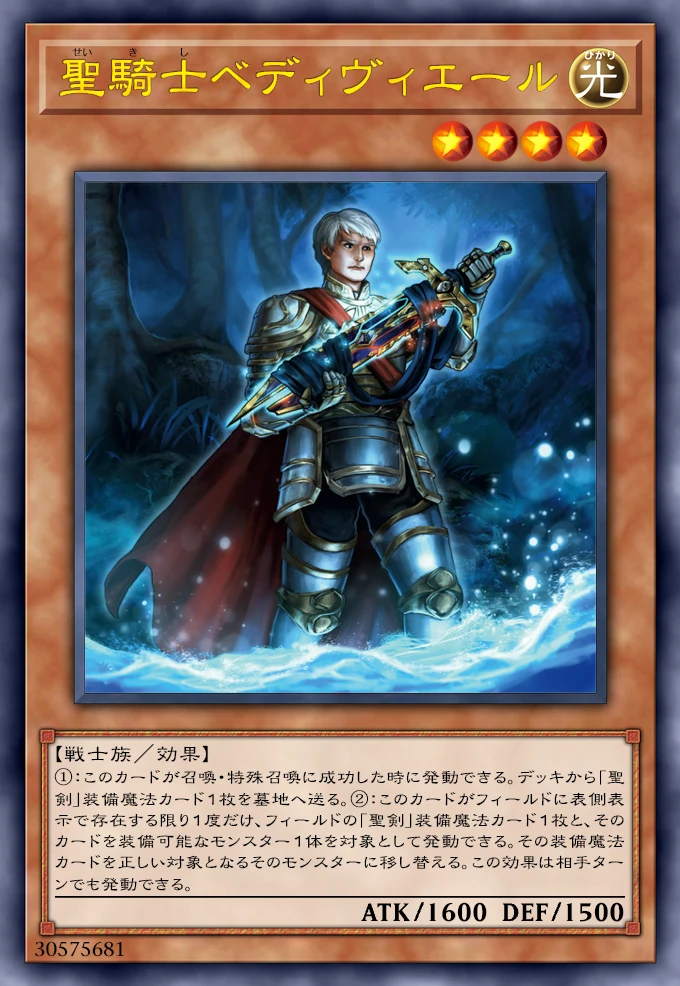 せいきし
聖騎士ベディヴィエール
ひかり
光
【戦士族／効果】
①：このカードが召喚・特殊召喚に成功した時に発動できる。デッキから「聖
剣」装備魔法カード１枚を墓地へ送る。②：このカードがフィールドに表側表
示で存在する限り１度だけ、フィールドの「聖剣」装備魔法カード１枚と、その
カードを装備可能なモンスター１体を対象として発動できる。その装備魔法
カードを正しい対象となるそのモンスターに移し替える。この効果は相手ター
ンでも発動できる。
ATK/1600 DEF/1500
30575681